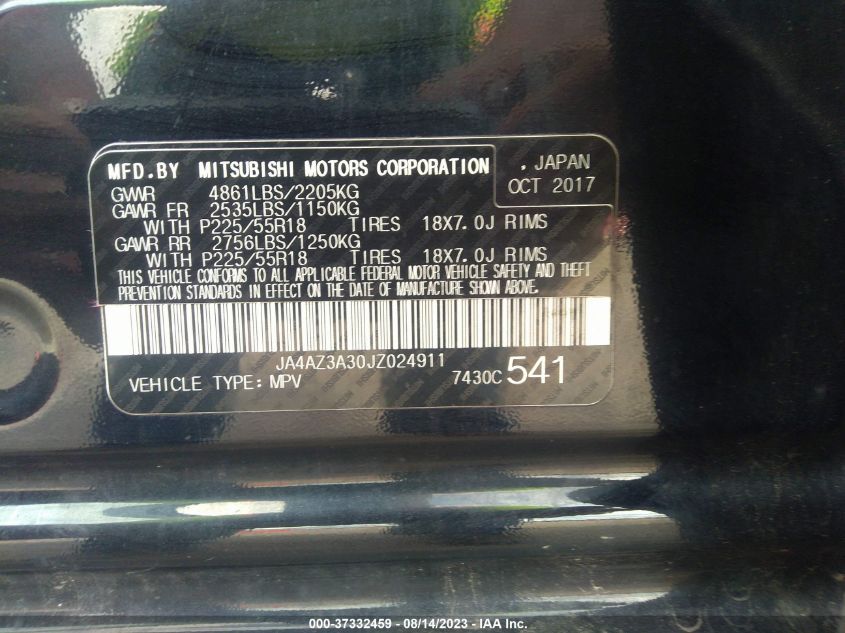 MFD.BY MITSUBISHI MOTORS CORPORATION
, JAPAN
OCT 2017
GVWR 4861LBS/2205KG
GAWR FR 2535LBS/1150KG
WITH P225/55R18 TIRES 18X7.0J RIMS
GAWR RR 2756LBS/1250KG
WITH P225/55R18 TIRES 18X7.0J RIMS
THIS VEHICLE CONFORMS TO ALL APPLICABLE FEDERAL MOTOR VEHICLE SAFETY AND THEFT
PREVENTION STANDARDS IN EFFECT ON THE DATE OF MANUFACTURE SHOWN ABOVE.
JA4AZ3A30JZ024911
VEHICLE TYPE:MPV 7430C 541
000-37332459 - 08/14/2023 - IAA Inc.